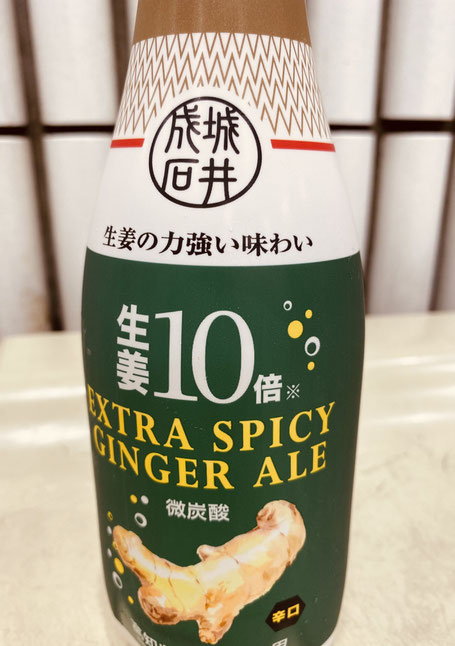 成城
石井
生姜の力強い味わい
生姜10倍※
EXTRA SPICY
GINGER ALE
微炭酸
辛口